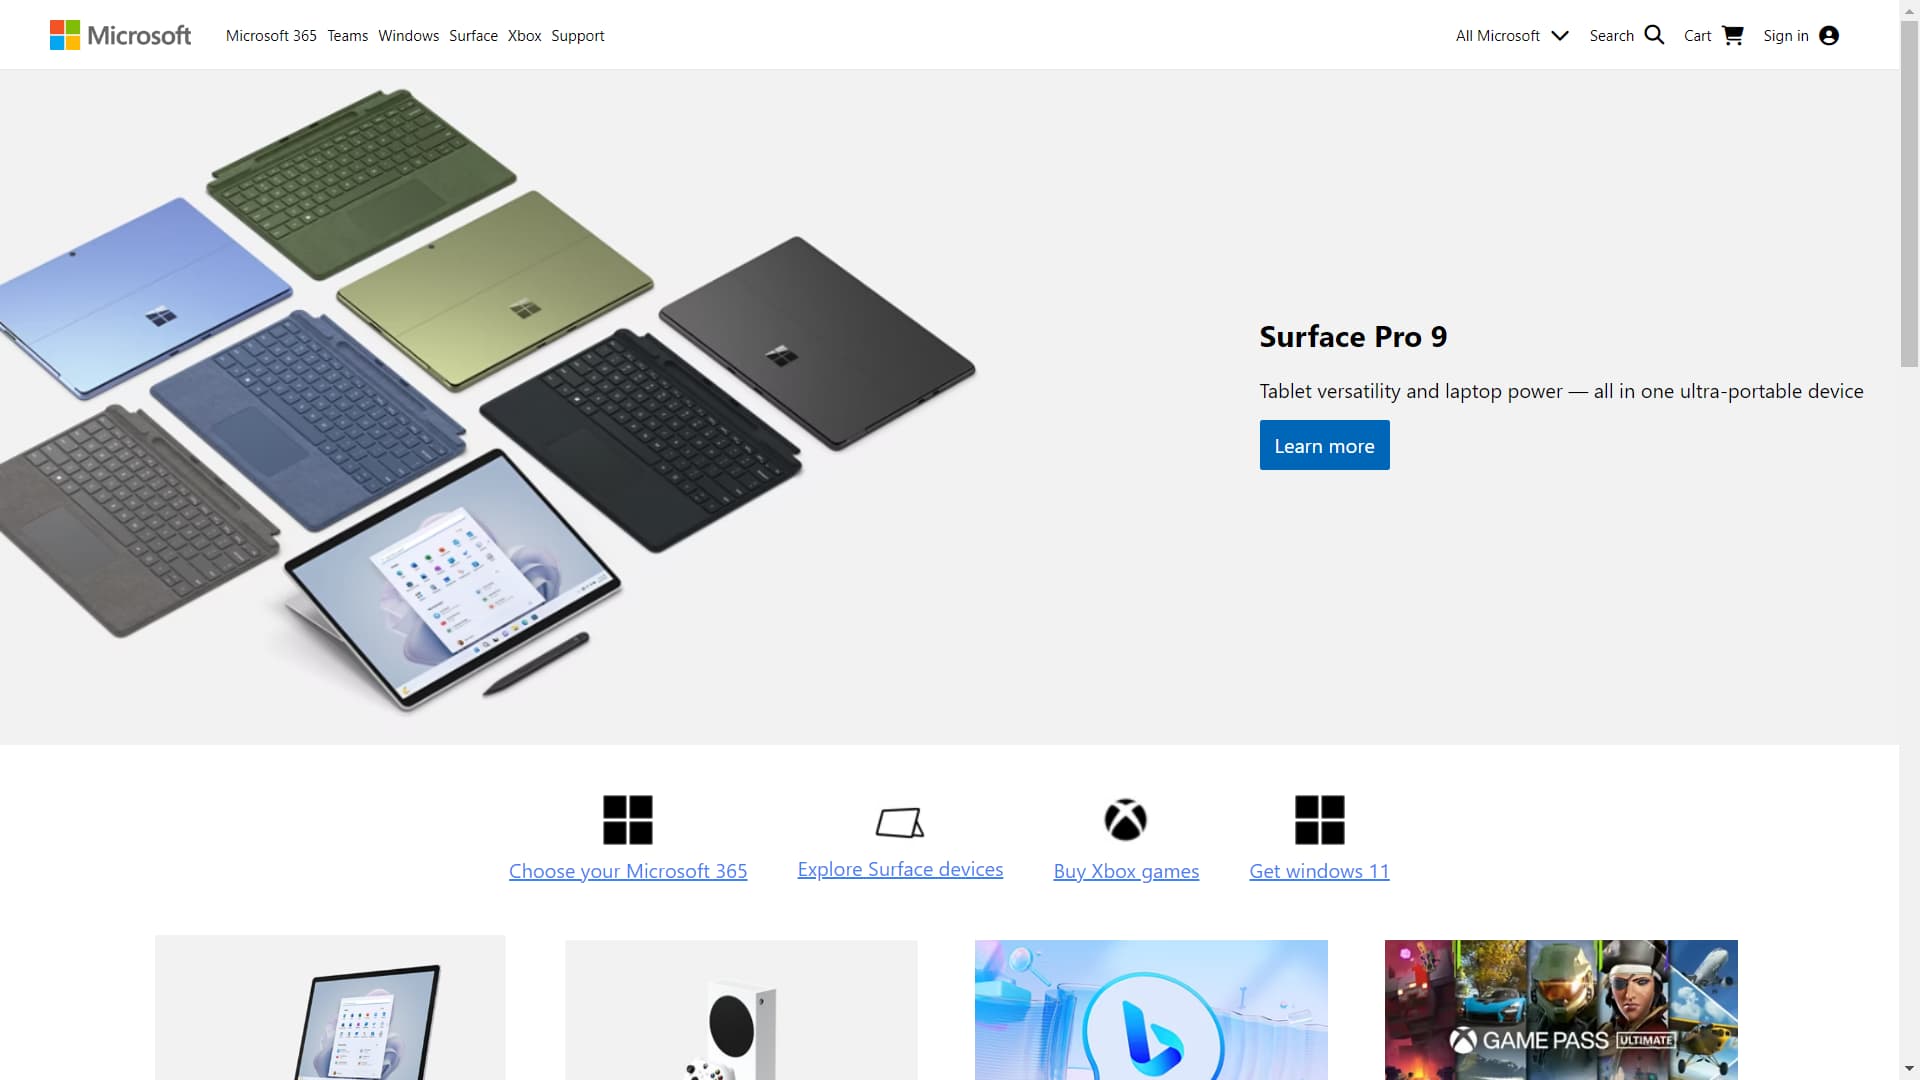 Microsoft
Microsoft 365 Teams Windows Surface Xbox Support
All Microsoft Search Cart Sign in
Surface Pro 9
Tablet versatility and laptop power — all in one ultra-portable device
Learn more
Choose your Microsoft 365
Explore Surface devices
Buy Xbox games
Get windows 11
GAME PASS ULTIMATE